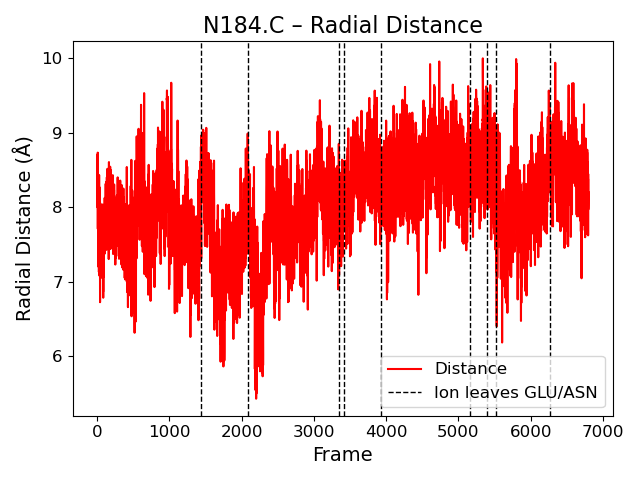 N184.C – Radial Distance
Radial Distance (Å)
10
9
8
7
6
0 1000 2000 3000 4000 5000 6000 7000
Frame
Distance
Ion leaves GLU/ASN